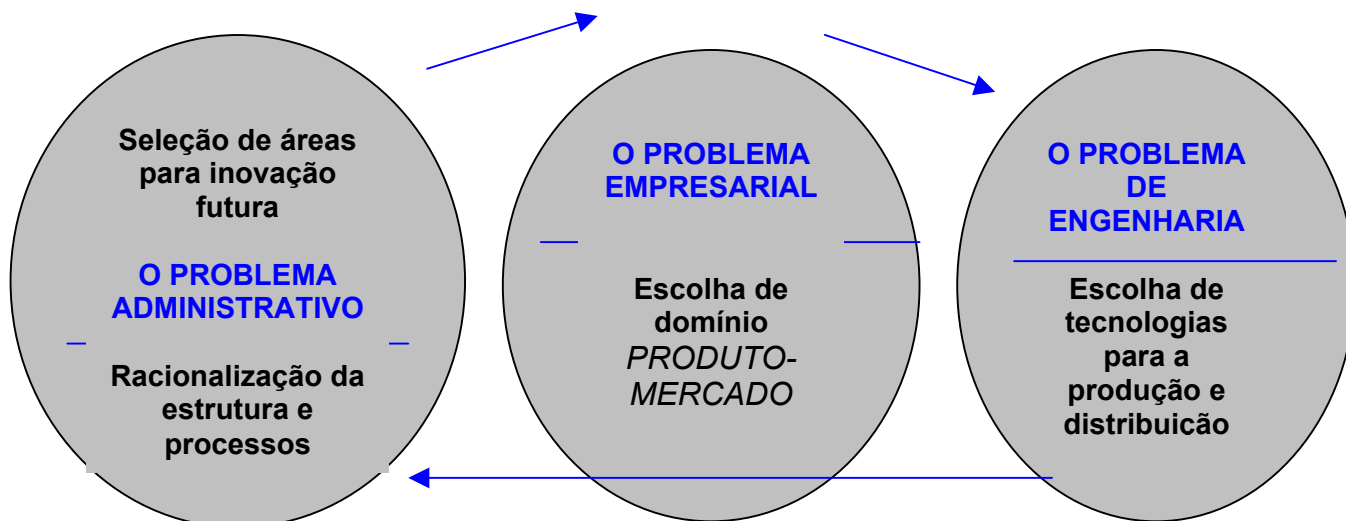 Seleção de áreas
para inovação
futura
O PROBLEMA
ADMINISTRATIVO
Racionalização da
estrutura e
processos
O PROBLEMA
EMPRESARIAL
Escolha de
domínio
PRODUTO-
MERCADO
O PROBLEMA
DE
ENGENHARIA
Escolha de
tecnologias
para a
produção e
distribuicão